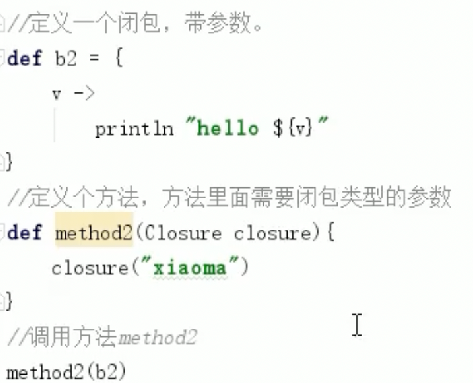 //定义一个闭包，带参数。
def b2 = {
v ->
println "hello ${v}"
}
//定义个方法，方法里面需要闭包类型的参数
def method2(Closure closure){
closure("xiaoma")
}
//调用方法method2
method2(b2)